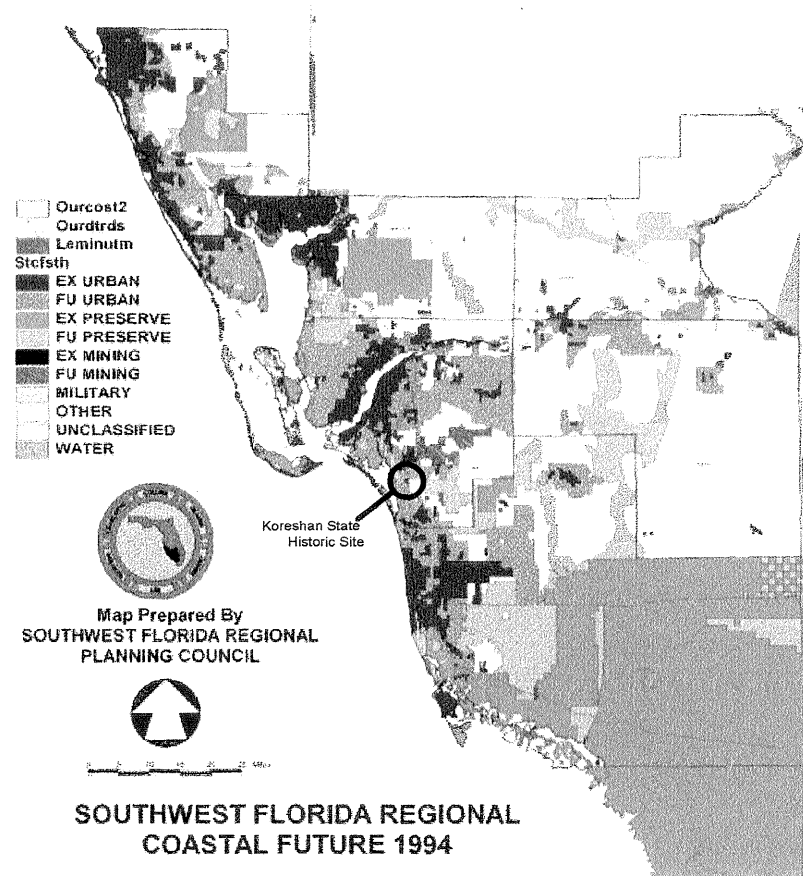 Ourcost2
Ourdtrds
Leminutm
Stcfsth
EX URBAN
FU URBAN
EX PRESERVE
FU PRESERVE
EX MINING
FU MINING
MILITARY
OTHER
UNCLASSIFIED
WATER
Koreshan State
Historic Site
Map Prepared By
SOUTHWEST FLORIDA REGIONAL
PLANNING COUNCIL
SOUTHWEST FLORIDA REGIONAL
COASTAL FUTURE 1994